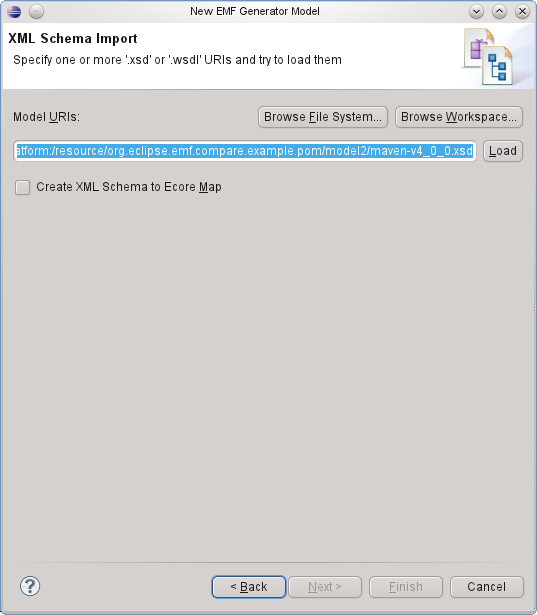 New EMF Generator Model
XML Schema Import
Specify one or more '.xsd' or '.wsdl' URIs and try to load them
Model URIs:
Browse File System...
Browse Workspace...
atform:/resource/org.eclipse.emf.compare.example.pom/model2/maven-v4_0_0.xsd
Load
Create XML Schema to Ecore Map
?
< Back
Next >
Finish
Cancel